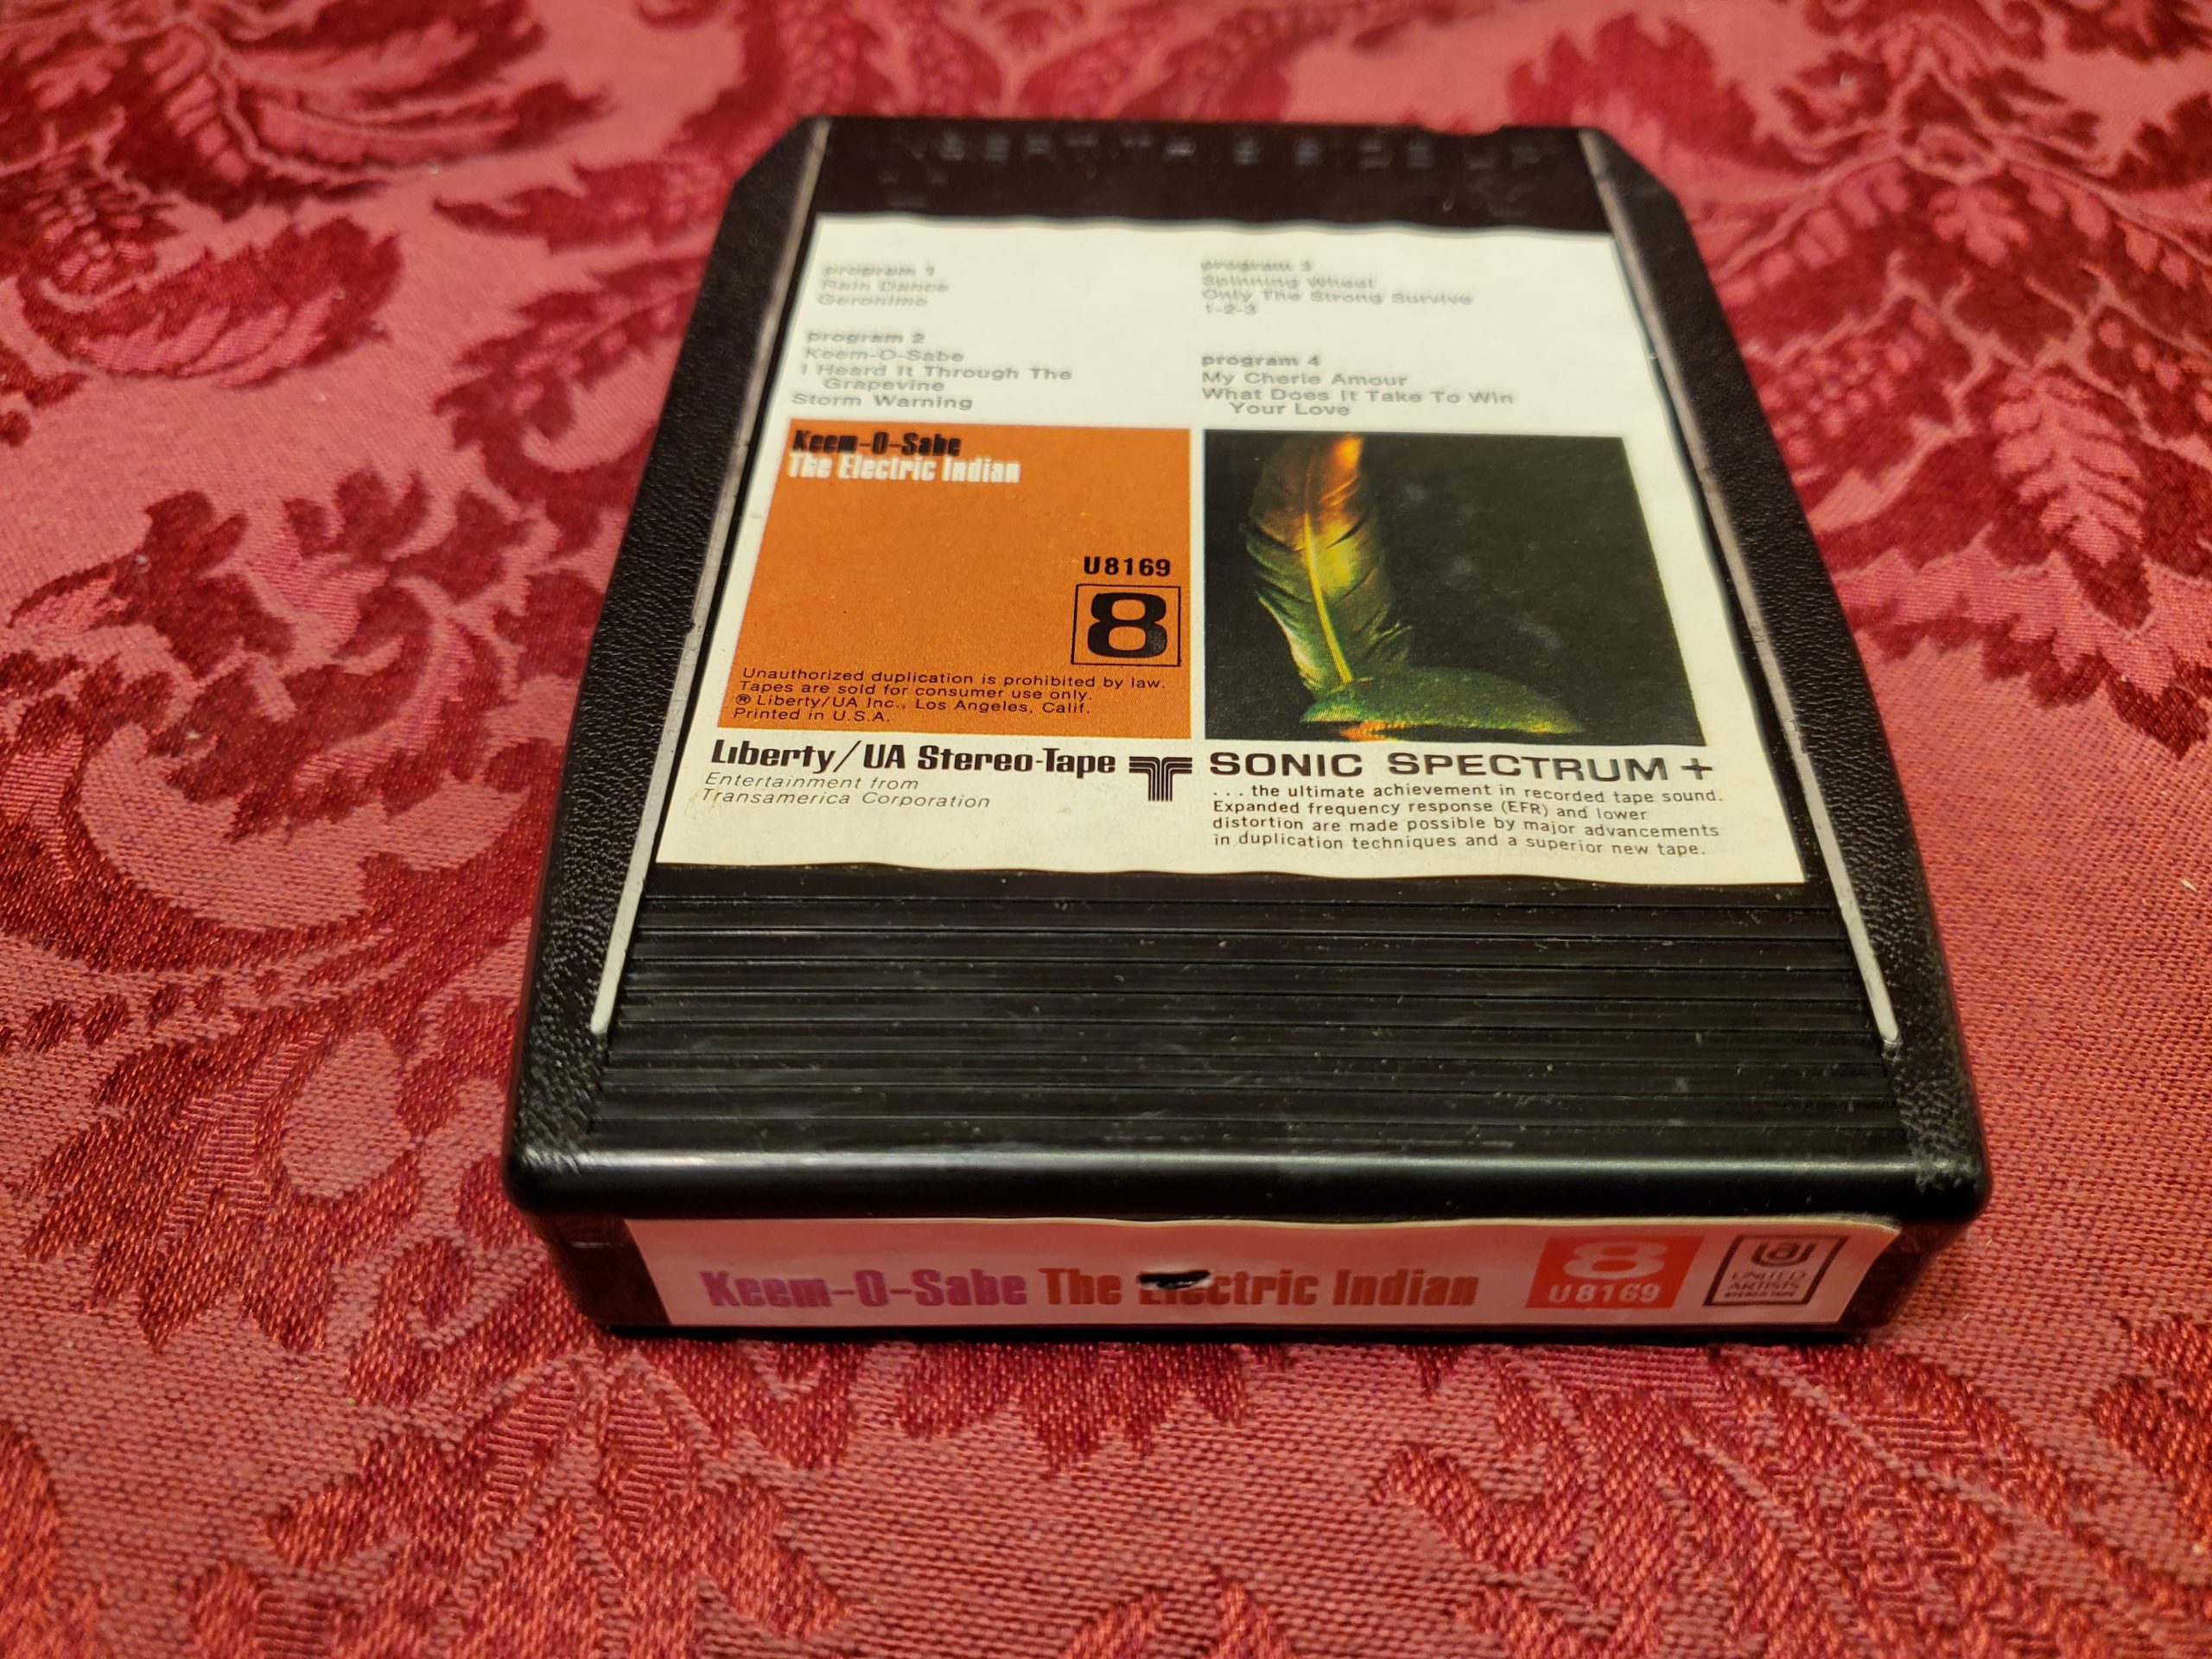 program 1
Rain Dance
Geronimo
program 2
Keem-O-Sabe
I Heard It Through The
Grapevine
Storm Warning
program 3
Spinning Wheel
Only The Strong Survive
1-2-3
program 4
My Cherie Amour
What Does It Take To Win
Your Love
Keem-O-Sabe
The Electric Indian
U8169
8
Unauthorized duplication is prohibited by law.
Tapes are sold for consumer use only.
® Liberty/UA Inc., Los Angeles, Calif.
Printed in U.S.A.
Liberty/UA Stereo-Tape
Entertainment from
Transamerica Corporation
SONIC SPECTRUM +
... the ultimate achievement in recorded tape sound.
Expanded frequency response (EFR) and lower
distortion are made possible by major advancements
in duplication techniques and a superior new tape.
Keem-O-Sabe The Electric Indian
8
U8169
UA
UNITED
ARTISTS
STEREO TAPE